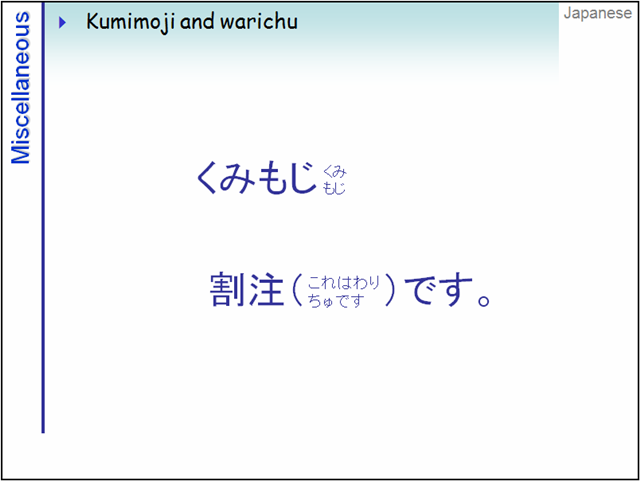 Miscellaneous
Kumimoji and warichu
Japanese
くみもじ くみ
もじ
割注(これはわり
ちゅです)です。